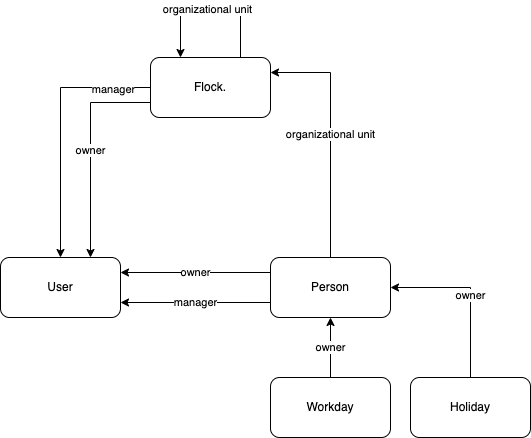 organizational unit
Flock.
manager
organizational unit
owner
User
owner
manager
Person
owner
owner
Workday
Holiday